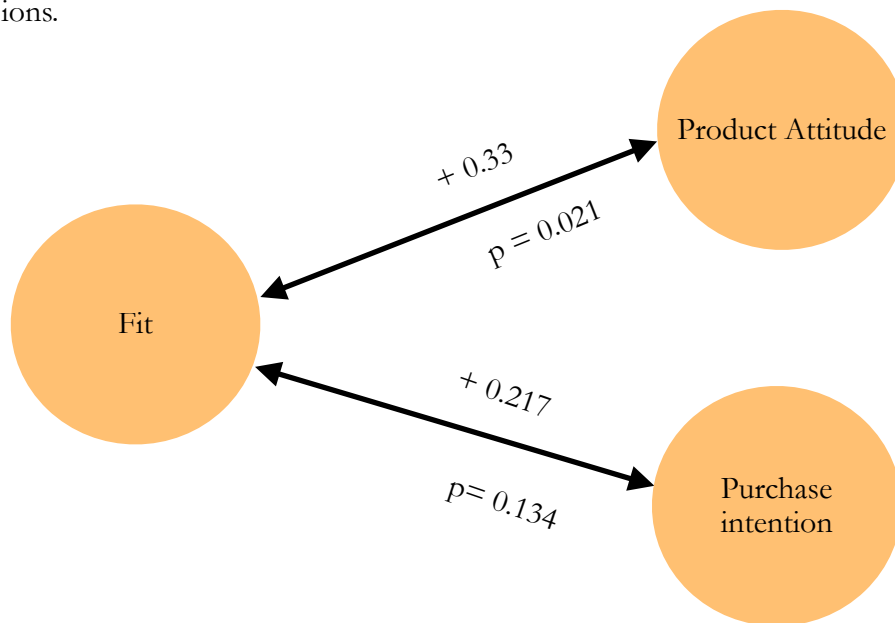 ions.
Product Attitude
+ 0.33
p = 0.021
Fit
+ 0.217
p= 0.134
Purchase
intention